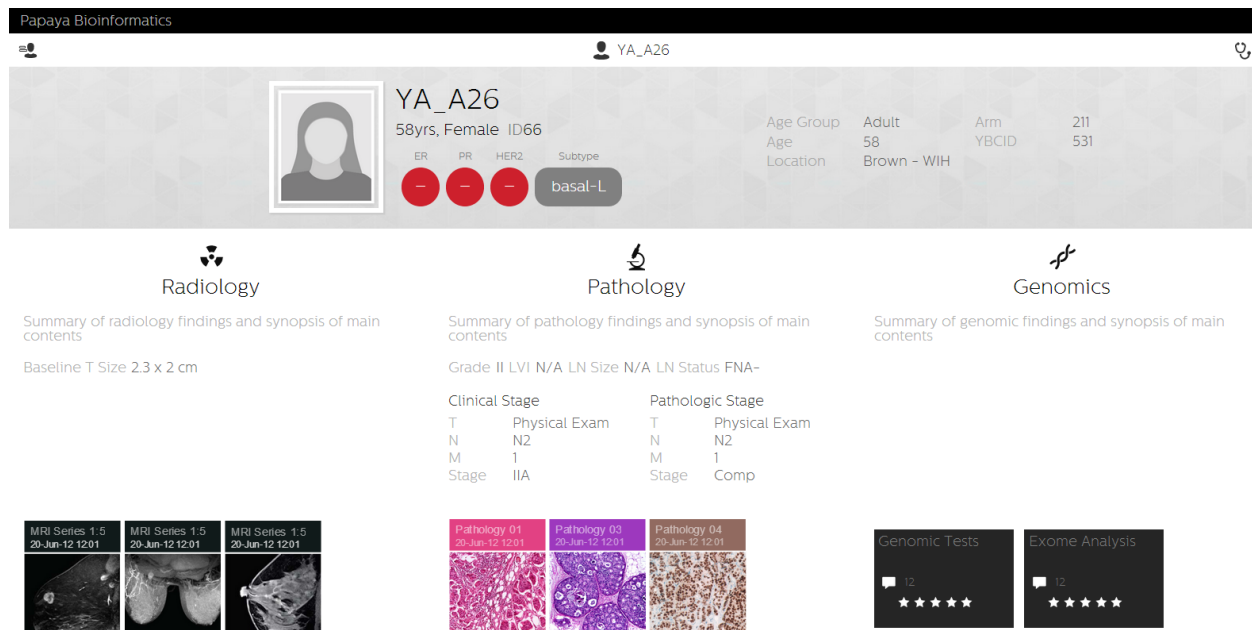 Papaya Bioinformatics
YA_A26
YA_A26
58yrs, Female ID66
ER PR HER2 Subtype
– – – basal-L
Age Group Adult Arm 211
Age 58 YBCID 531
Location Brown - WIH
Radiology
Summary of radiology findings and synopsis of main
contents
Baseline T Size 2.3 x 2 cm
Pathology
Summary of pathology findings and synopsis of main
contents
Grade II LVI N/A LN Size N/A LN Status FNA-
Clinical Stage Pathologic Stage
T Physical Exam T Physical Exam
N N2 N N2
M 1 M 1
Stage IIA Stage Comp
Genomics
Summary of genomic findings and synopsis of main
contents
MRI Series 1:5 MRI Series 1:5 MRI Series 1:5
20-Jun-12 12:01 20-Jun-12 12:01 20-Jun-12 12:01
Pathology 01 Pathology 03 Pathology 04
20-Jun-12 12:01 20-Jun-12 12:01 20-Jun-12 12:01
Genomic Tests Exome Analysis
12 12